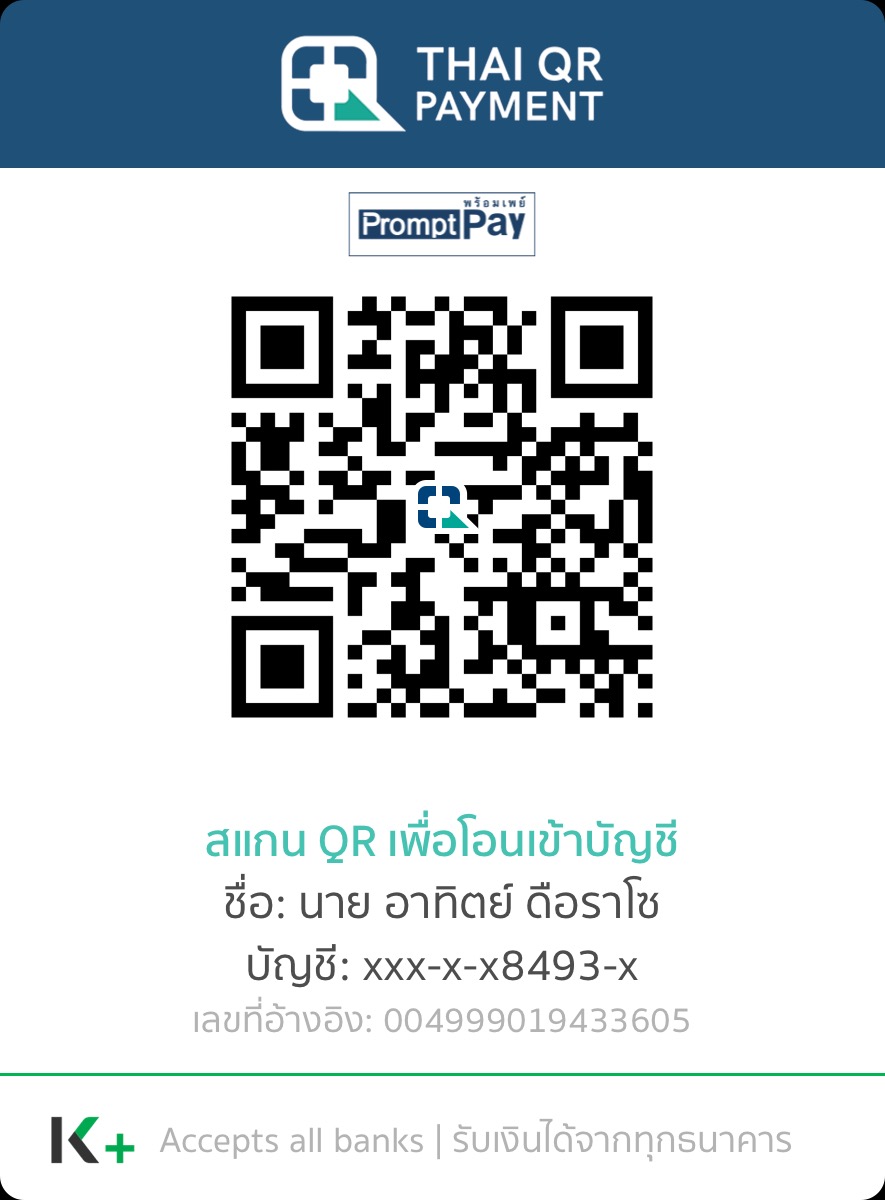 THAI QR
PAYMENT
พร้อมเพย์
PromptPay
สแกน QR เพื่อโอนเข้าบัญชี
ชื่อ: นาย อาทิตย์ ดือราโซ
บัญชี: xxx-x-x8493-x
เลขที่อ้างอิง: 004999019433605
K+ Accepts all banks | รับเงินได้จากทุกธนาคาร